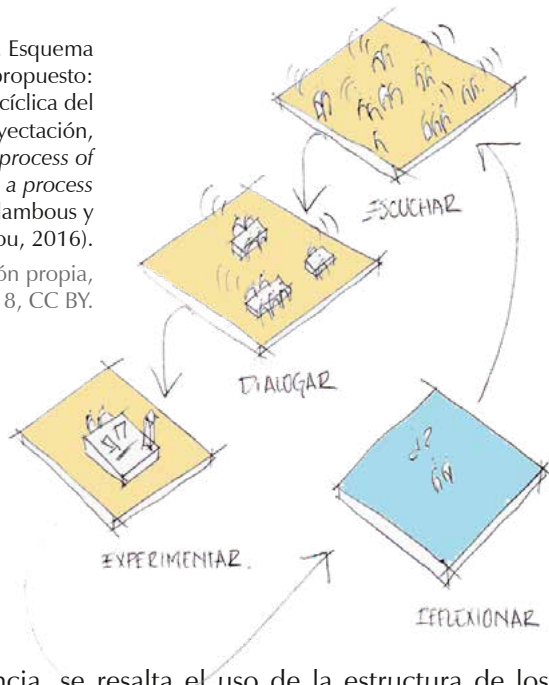 . Esquema
propuesto:
cíclica del
yectación,
process of
a process
lambous y
ou, 2016).
ón propia,
8, CC BY.
ESCUCHAR
DIALOGAR
EXPERIMENTAR.
REFLEXIONAR
ncia, se resalta el uso de la estructura de los